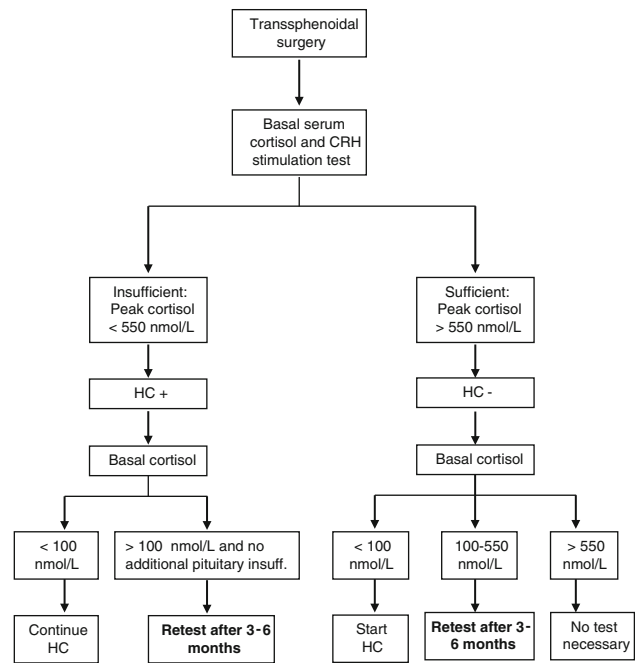 Transsphenoidal
surgery
Basal serum
cortisol and CRH
stimulation test
Insufficient:
Peak cortisol
< 550 nmol/L
Sufficient:
Peak cortisol
> 550 nmol/L
HC +
HC -
Basal cortisol
Basal cortisol
< 100
nmol/L
> 100 nmol/L and no
additional pituitary insuff.
< 100
nmol/L
100-550
nmol/L
> 550
nmol/L
Continue
HC
Retest after 3-6
months
Start
HC
Retest after 3-
6 months
No test
necessary